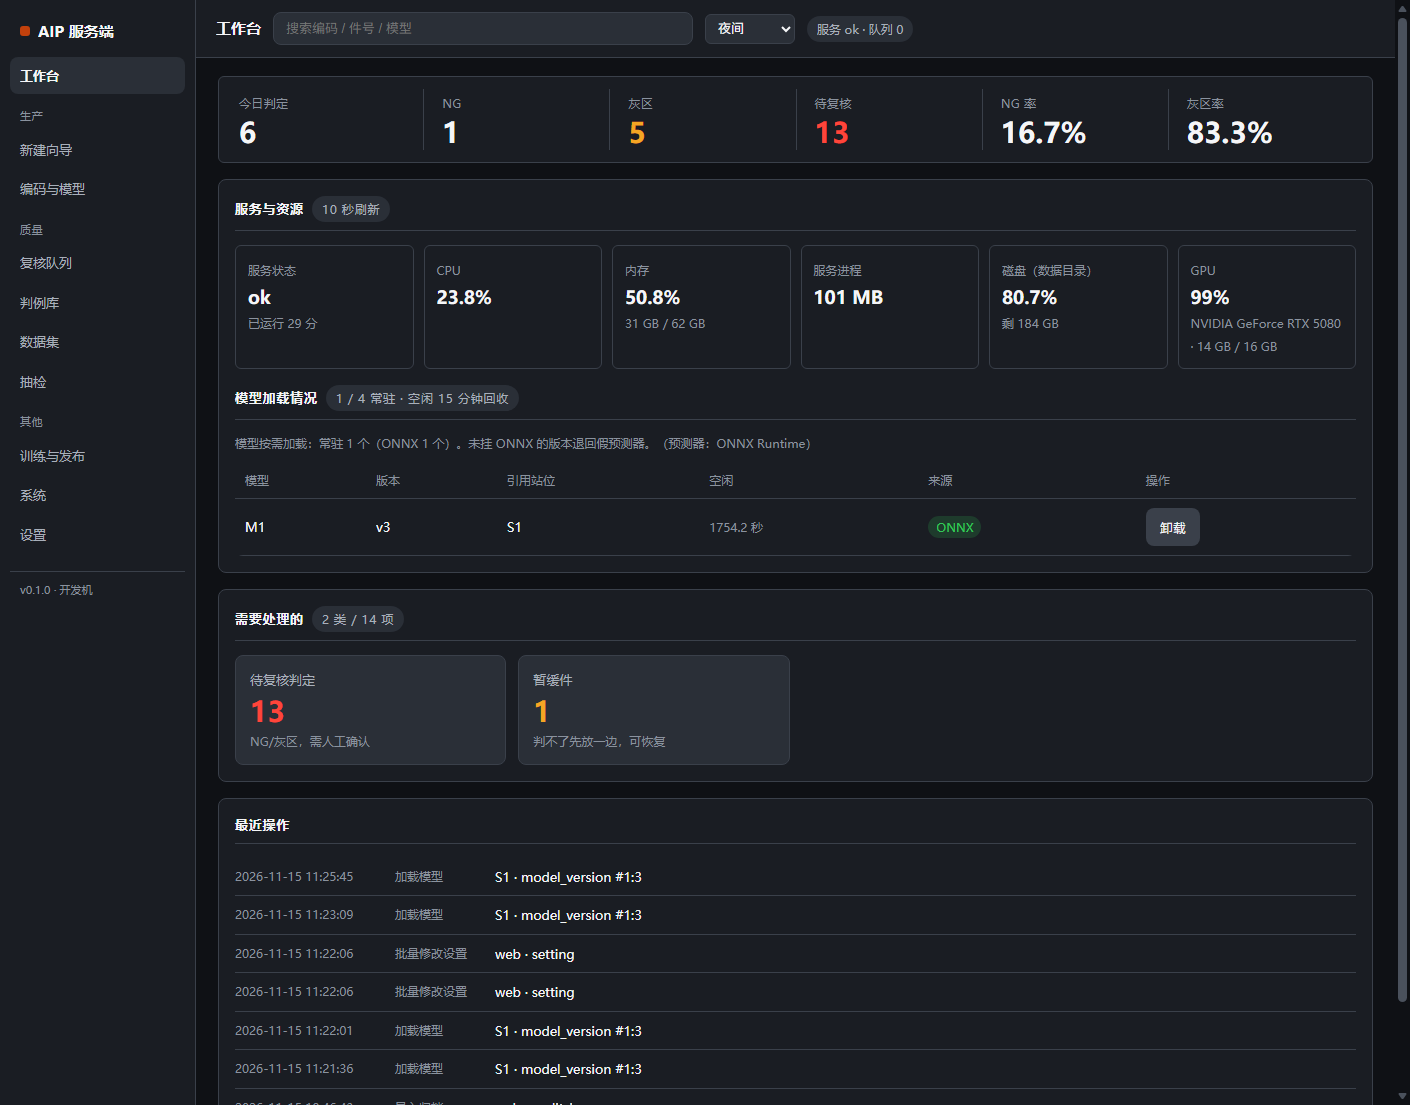 AIP 服务端
工作台
生产
新建向导
编码与模型
质量
复核队列
判例库
数据集
抽检
其他
训练与发布
系统
设置
v0.1.0 · 开发机
工作台
搜索编码 / 件号 / 模型
夜间
服务 ok · 队列 0
今日判定
6
NG
1
灰区
5
待复核
13
NG 率
16.7%
灰区率
83.3%
服务与资源
10 秒刷新
服务状态
ok
已运行 29 分
CPU
23.8%
内存
50.8%
31 GB / 62 GB
服务进程
101 MB
磁盘（数据目录）
80.7%
剩 184 GB
GPU
99%
NVIDIA GeForce RTX 5080
· 14 GB / 16 GB
模型加载情况
1 / 4 常驻 · 空闲 15 分钟回收
模型按需加载：常驻 1 个（ONNX 1 个）。未挂 ONNX 的版本退回假预测器。（预测器：ONNX Runtime）
模型 版本 引用站位 空闲 来源 操作
M1 v3 S1 1754.2 秒 ONNX 卸载
需要处理的
2 类 / 14 项
待复核判定
13
NG/灰区，需人工确认
暂缓件
1
判不了先放一边，可恢复
最近操作
2026-11-15 11:25:45 加载模型 S1 · model_version #1:3
2026-11-15 11:23:09 加载模型 S1 · model_version #1:3
2026-11-15 11:22:06 批量修改设置 web · setting
2026-11-15 11:22:06 批量修改设置 web · setting
2026-11-15 11:22:01 加载模型 S1 · model_version #1:3
2026-11-15 11:21:36 加载模型 S1 · model_version #1:3